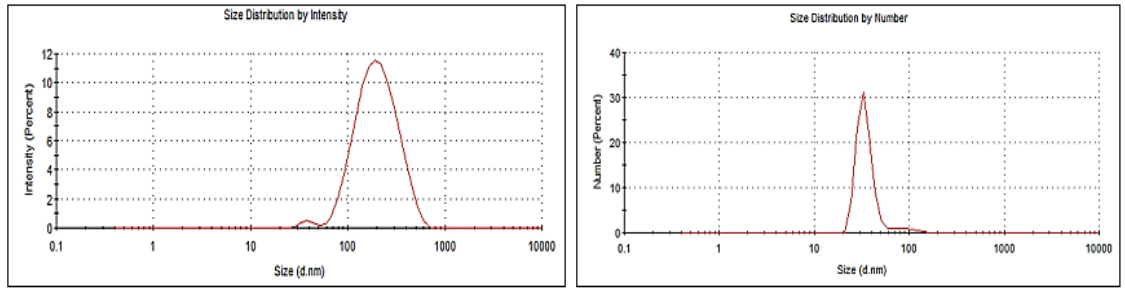 Size Distribution by Intensity
Intensity (Percent)
12
10
8
6
4
2
0
0.1 1 10 100 1000 10000
Size (d.nm)
Size Distribution by Number
Number (Percent)
40
30
20
10
0
0.1 1 10 100 1000 10000
Size (d.nm)